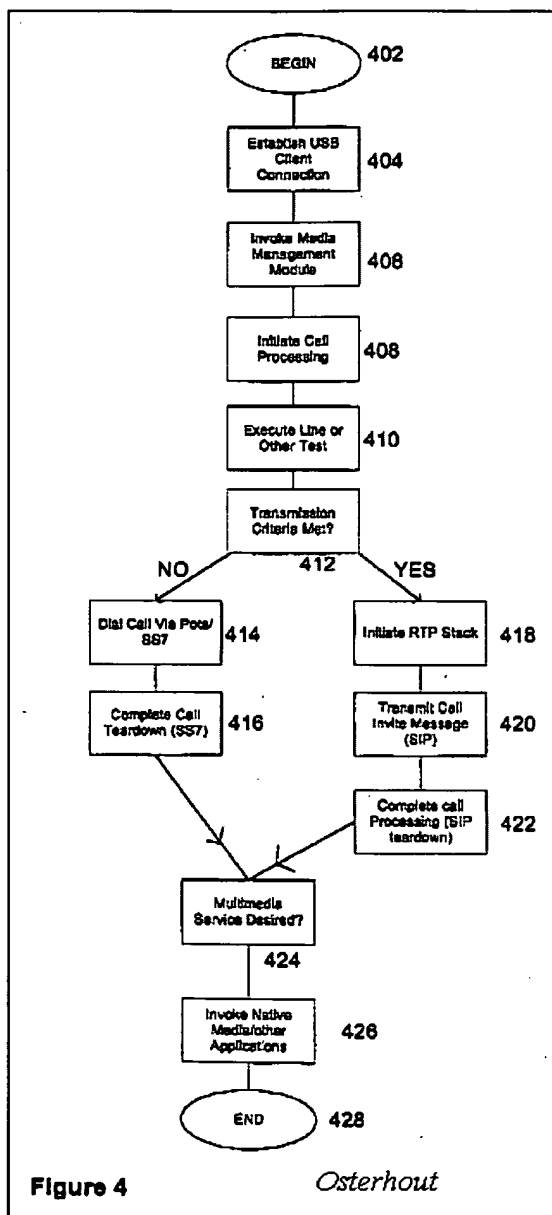 BEGIN
402
Establish USB
Client
Connection
404
Invoke Media
Management
Module
408
Initiate Call
Processing
408
Execute Line or
Other Test
410
Transmission
Criteria Met?
412
NO
YES
Dial Call Via Pots/
SS7
414
Initiate RTP Stack
418
Complete Call
Teardown (SS7)
416
Transmit Call
Invite Message
(SIP)
420
Complete call
Processing (SIP
teardown)
422
Multimedia
Service Desired?
424
Invoke Native
Media/other
Applications
426
END
428
Figure 4
Osterhout